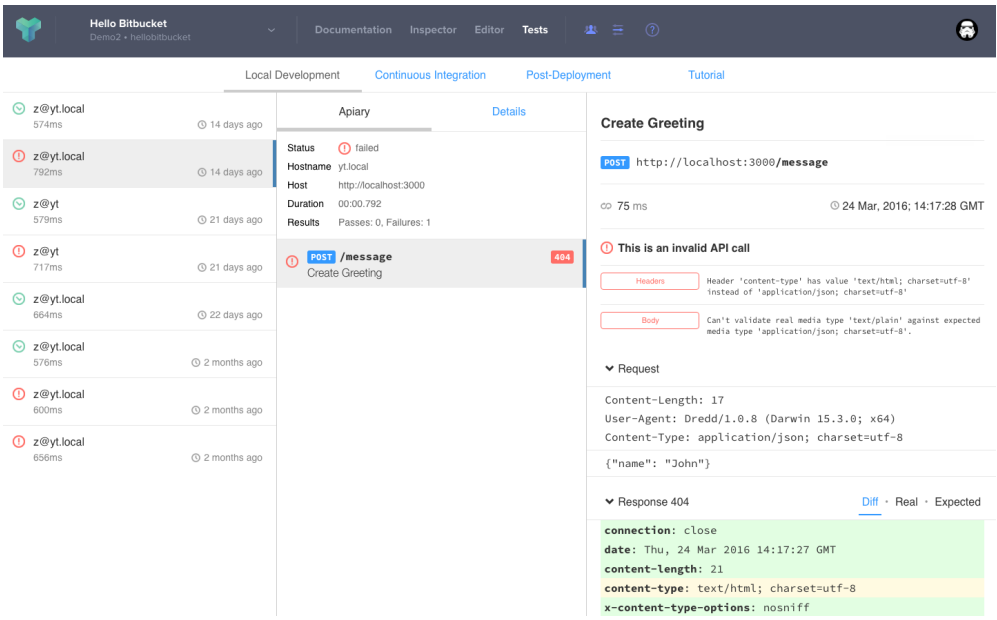 Hello Bitbucket
Demo2 • hellobitbucket
Documentation Inspector Editor Tests
Local Development Continuous Integration Post-Deployment Tutorial
z@yt.local
574ms 14 days ago
z@yt.local
792ms 14 days ago
z@yt
579ms 21 days ago
z@yt
717ms 21 days ago
z@yt.local
664ms 22 days ago
z@yt.local
576ms 2 months ago
z@yt.local
600ms 2 months ago
z@yt.local
656ms 2 months ago
Apiary Details
Status failed
Hostname yt.local
Host http://localhost:3000
Duration 00:00.792
Results Passes: 0, Failures: 1
POST /message 404
Create Greeting
Create Greeting
POST http://localhost:3000/message
75 ms 24 Mar, 2016; 14:17:28 GMT
This is an invalid API call
Headers Header 'content-type' has value 'text/html; charset=utf-8'
instead of 'application/json; charset=utf-8'
Body Can't validate real media type 'text/plain' against expected
media type 'application/json; charset=utf-8'.
Request
Content-Length: 17
User-Agent: Dredd/1.0.8 (Darwin 15.3.0; x64)
Content-Type: application/json; charset=utf-8
{"name": "John"}
Response 404 Diff • Real • Expected
connection: close
date: Thu, 24 Mar 2016 14:17:27 GMT
content-length: 21
content-type: text/html; charset=utf-8
x-content-type-options: nosniff